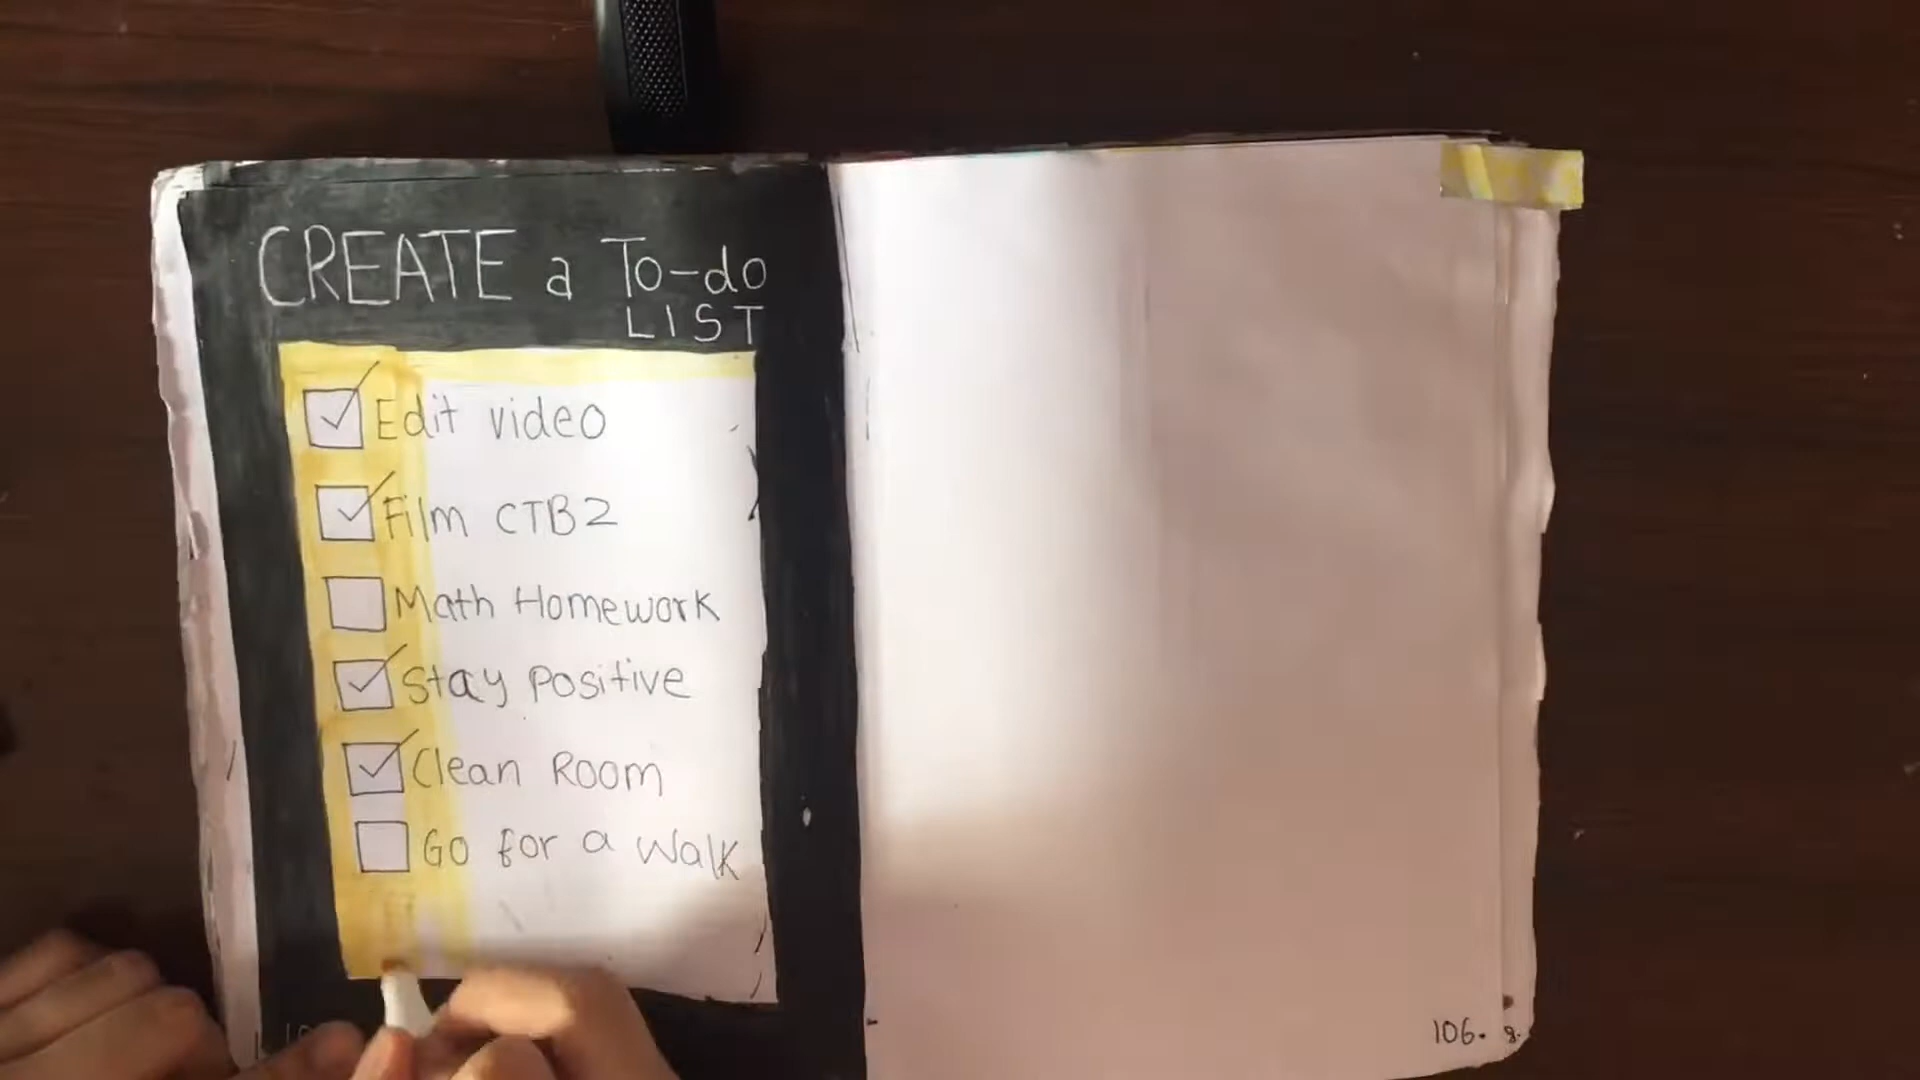 CREATE a To-do
LIST
Edit video
Film CTB2
Math Homework
Stay Positive
Clean Room
Go for a Walk
106.